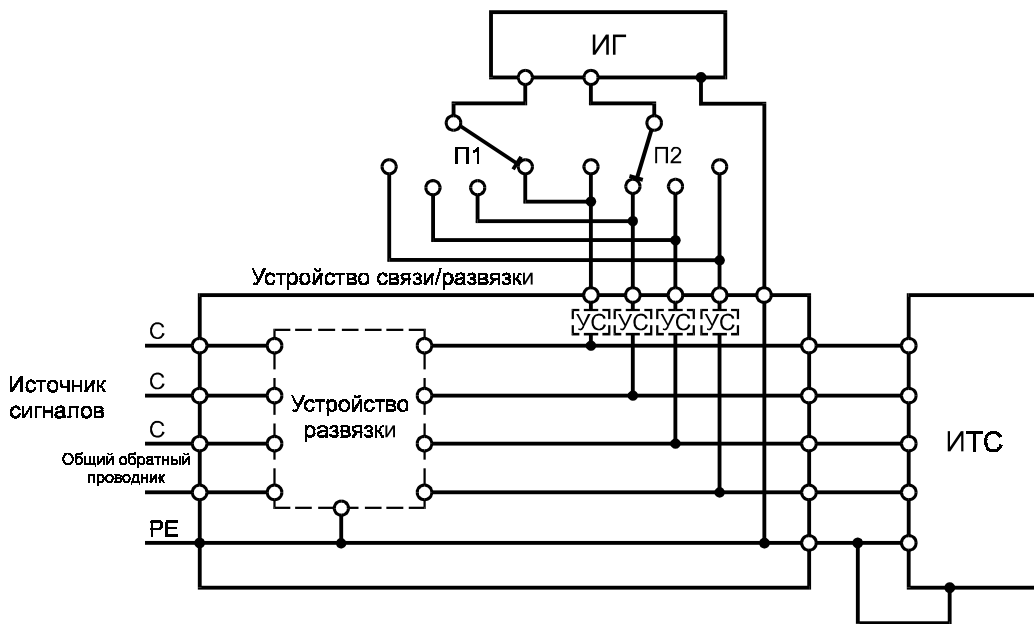 ИГ
П1
П2
Устройство связи/развязки
УС УС УС УС
С
С
С
Источник
сигналов
Общий обратный
проводник
PE
Устройство
развязки
ИТС